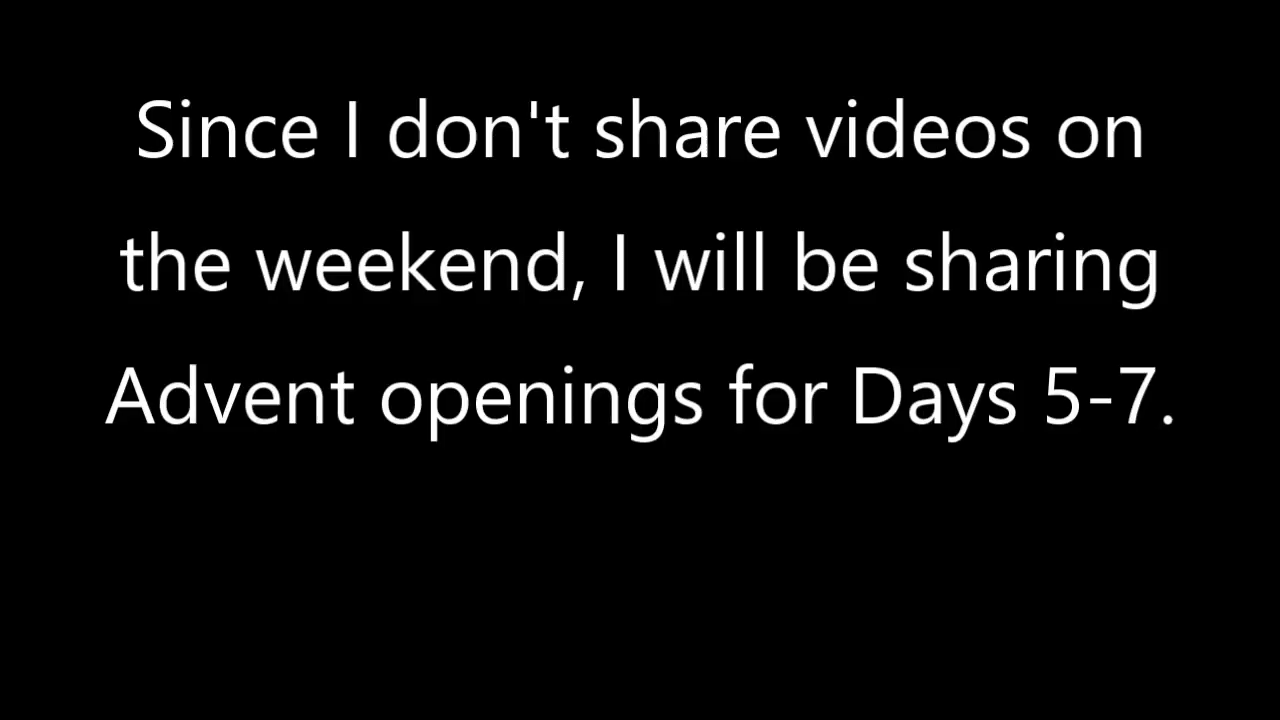 Since I don't share videos on
the weekend, I will be sharing
Advent openings for Days 5-7.